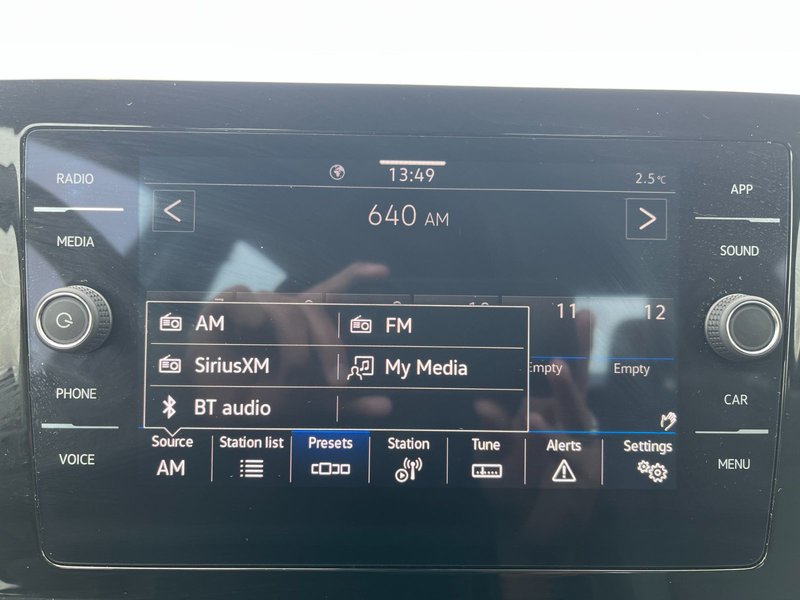 RADIO
MEDIA
PHONE
VOICE
13:49
2.5°C
640 AM
11
12
Empty
Empty
AM
FM
SiriusXM
My Media
BT audio
Source
Station list
Presets
Station
Tune
Alerts
Settings
AM
APP
SOUND
CAR
MENU